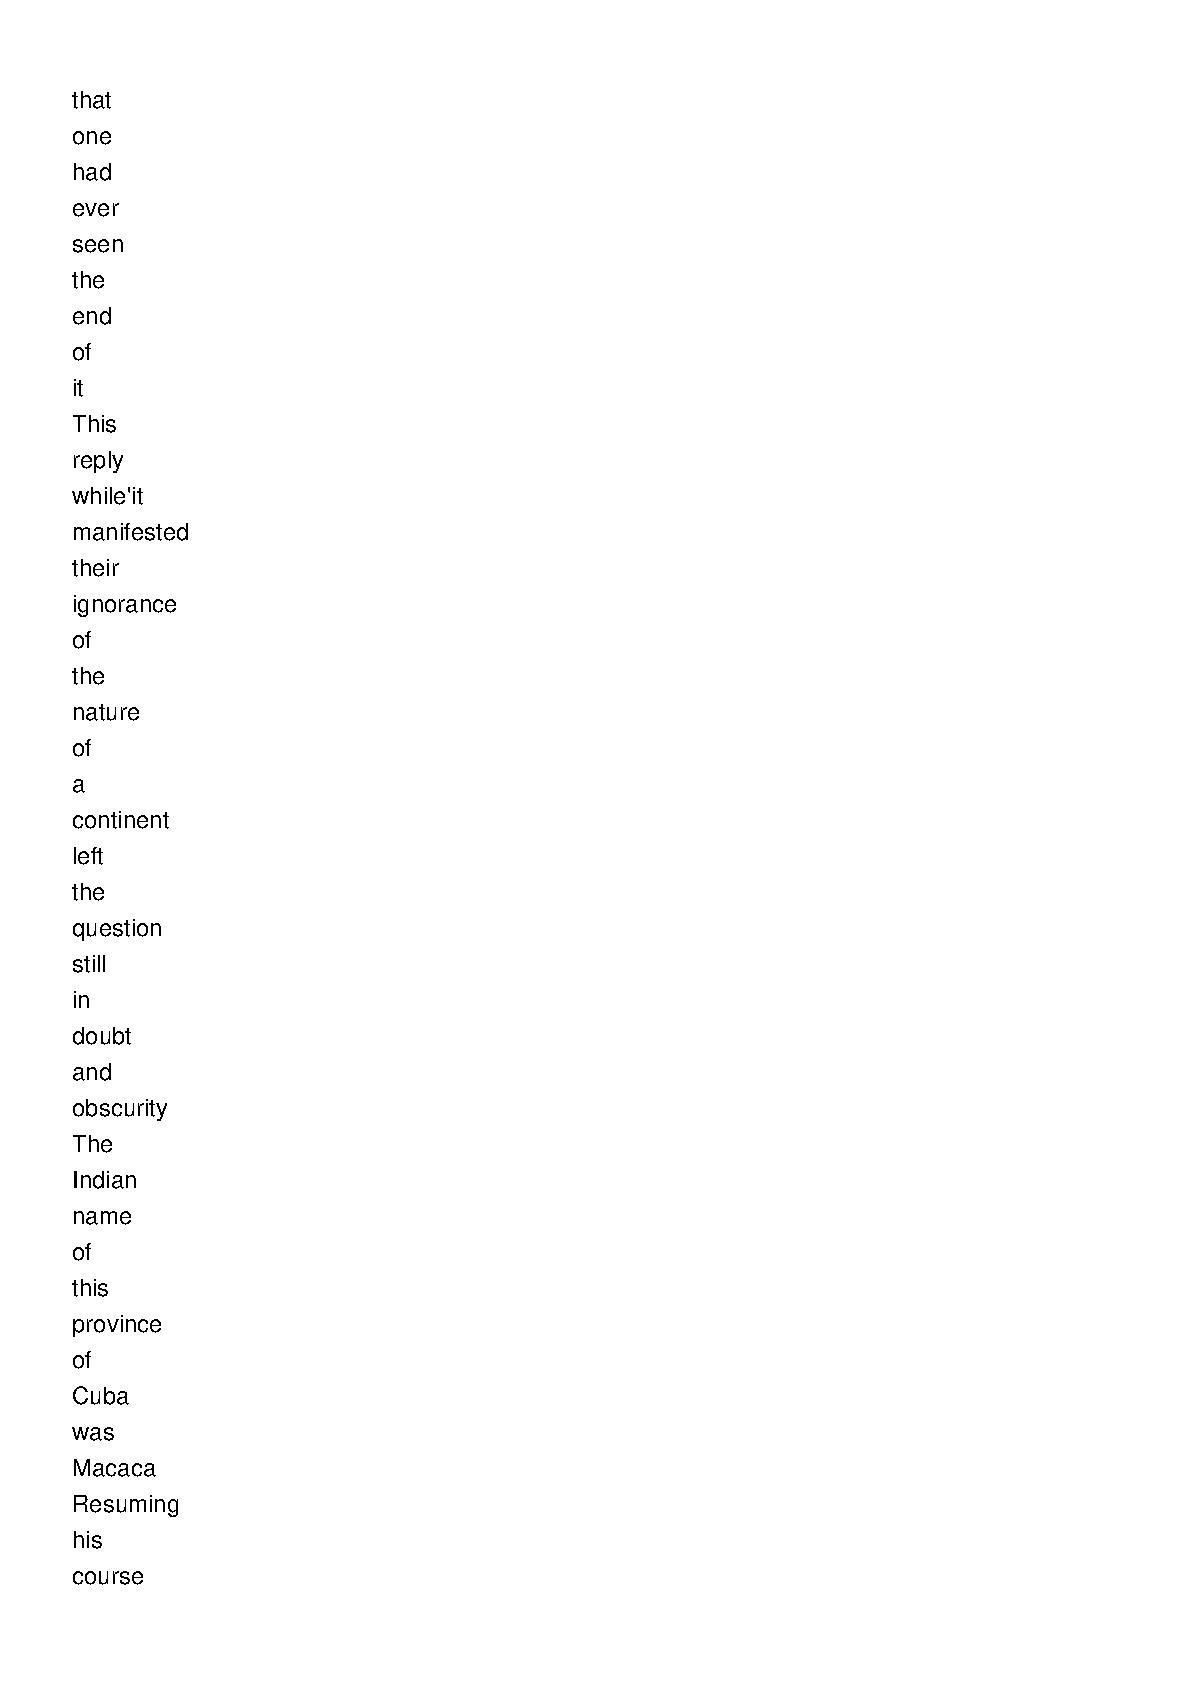 that
one
had
ever
seen
the
end
of
it
This
reply
while'it
manifested
their
ignorance
of
the
nature
of
a
continent
left
the
question
still
in
doubt
and
obscurity
The
Indian
name
of
this
province
of
Cuba
was
Macaca
Resuming
his
course